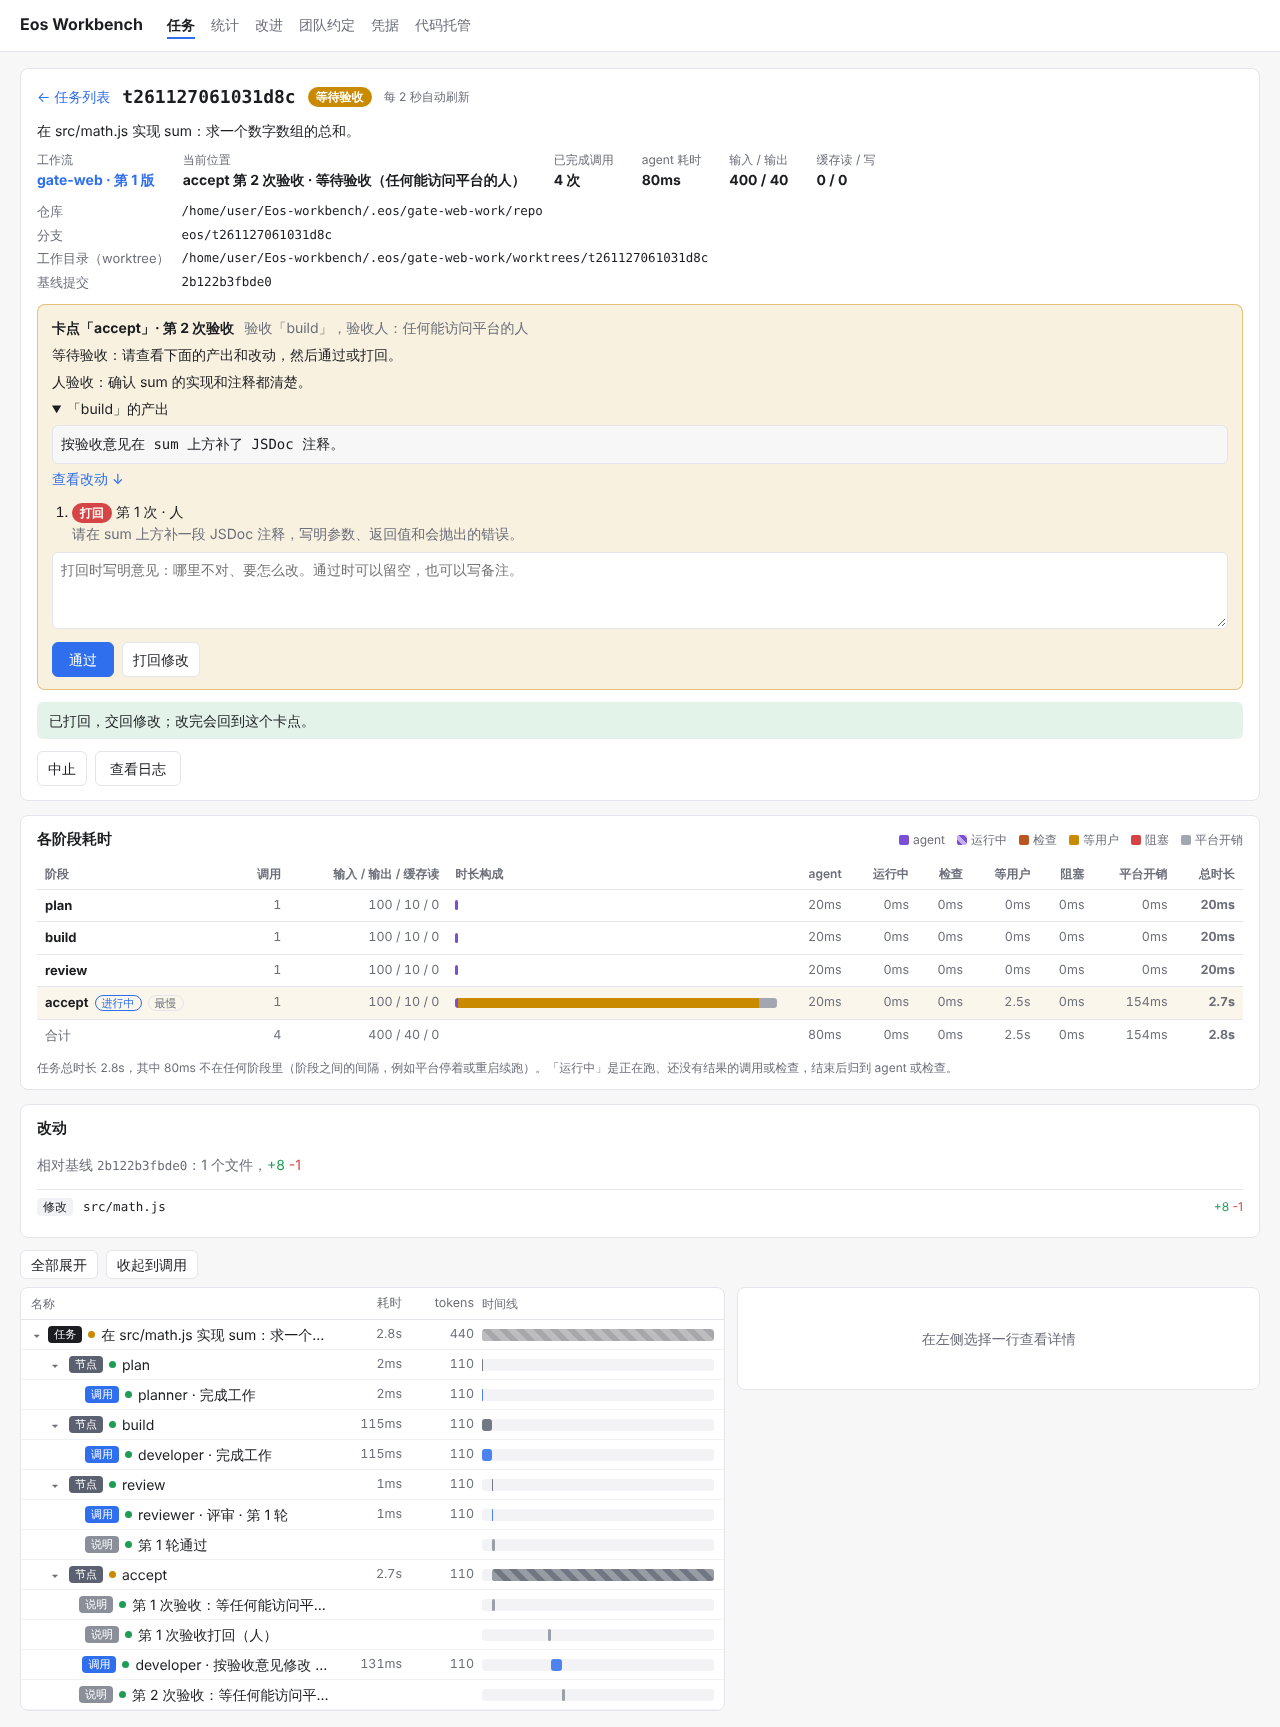 Eos Workbench 任务 统计 改进 团队约定 凭据 代码托管
← 任务列表 t261127061031d8c 等待验收 每 2 秒自动刷新
在 src/math.js 实现 sum：求一个数字数组的总和。
工作流 当前位置 已完成调用 agent 耗时 输入 / 输出 缓存读 / 写
gate-web · 第 1 版 accept 第 2 次验收 · 等待验收（任何能访问平台的人） 4 次 80ms 400 / 40 0 / 0
仓库 /home/user/Eos-workbench/.eos/gate-web-work/repo
分支 eos/t261127061031d8c
工作目录（worktree） /home/user/Eos-workbench/.eos/gate-web-work/worktrees/t261127061031d8c
基线提交 2b122b3fbde0
卡点「accept」· 第 2 次验收 验收「build」，验收人：任何能访问平台的人
等待验收：请查看下面的产出和改动，然后通过或打回。
人验收：确认 sum 的实现和注释都清楚。
▼ 「build」的产出
按验收意见在 sum 上方补了 JSDoc 注释。
查看改动 ↓
1. 打回 第 1 次 · 人
请在 sum 上方补一段 JSDoc 注释，写明参数、返回值和会抛出的错误。
打回时写明意见：哪里不对、要怎么改。通过时可以留空，也可以写备注。
通过 打回修改
已打回，交回修改；改完会回到这个卡点。
中止 查看日志
各阶段耗时 agent 运行中 检查 等用户 阻塞 平台开销
阶段 调用 输入 / 输出 / 缓存读 时长构成 agent 运行中 检查 等用户 阻塞 平台开销 总时长
plan 1 100 / 10 / 0 20ms 0ms 0ms 0ms 0ms 0ms 20ms
build 1 100 / 10 / 0 20ms 0ms 0ms 0ms 0ms 0ms 20ms
review 1 100 / 10 / 0 20ms 0ms 0ms 0ms 0ms 0ms 20ms
accept 进行中 最慢 1 100 / 10 / 0 20ms 0ms 0ms 2.5s 0ms 154ms 2.7s
合计 4 400 / 40 / 0 80ms 0ms 0ms 2.5s 0ms 154ms 2.8s
任务总时长 2.8s，其中 80ms 不在任何阶段里（阶段之间的间隔，例如平台停着或重启续跑）。「运行中」是正在跑、还没有结果的调用或检查，结束后归到 agent 或检查。
改动
相对基线 2b122b3fbde0：1 个文件，+8 -1
修改 src/math.js +8 -1
全部展开 收起到调用
名称 耗时 tokens 时间线
任务 在 src/math.js 实现 sum：求一个... 2.8s 440
节点 plan 2ms 110
调用 planner · 完成工作 2ms 110
节点 build 115ms 110
调用 developer · 完成工作 115ms 110
节点 review 1ms 110
调用 reviewer · 评审 · 第 1 轮 1ms 110
说明 第 1 轮通过
节点 accept 2.7s 110
说明 第 1 次验收：等任何能访问平...
说明 第 1 次验收打回（人）
调用 developer · 按验收意见修改 ... 131ms 110
说明 第 2 次验收：等任何能访问平...
在左侧选择一行查看详情